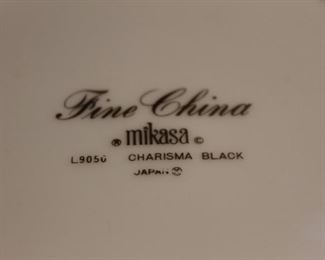 Fine China
® mikasa ©
L9050 CHARISMA BLACK
JAPAN